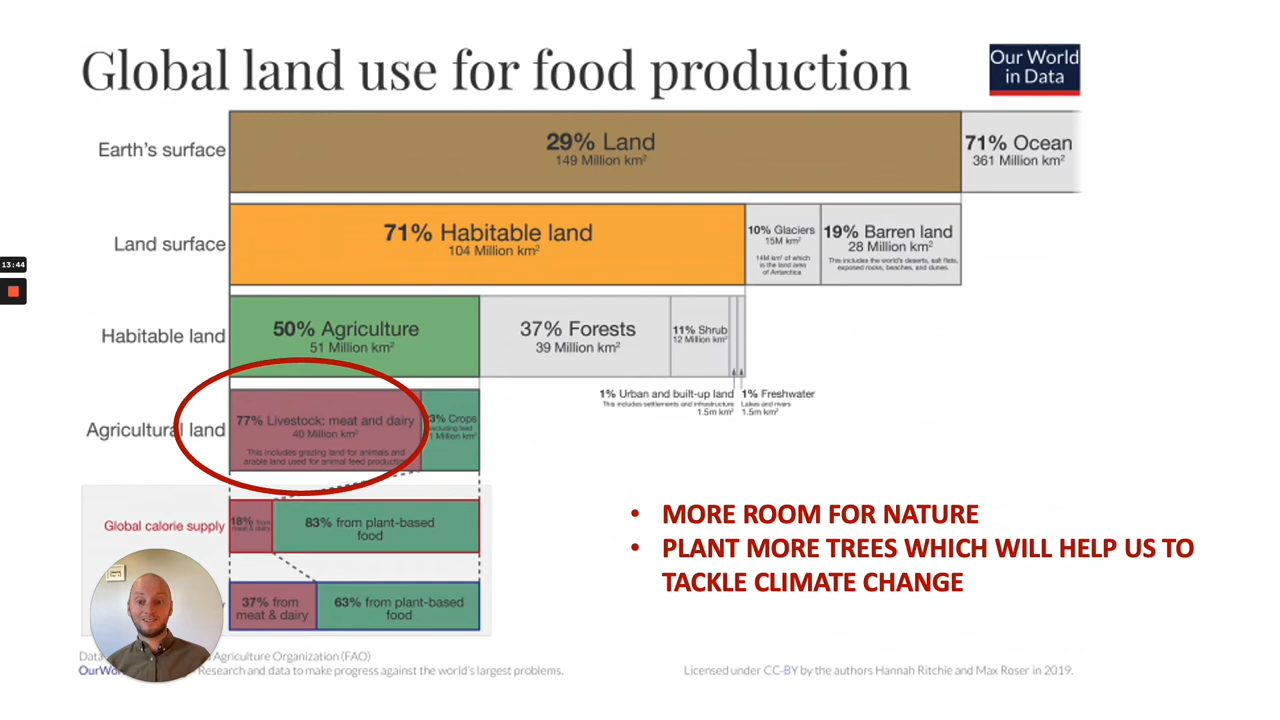 Global land use for food production
Our World
in Data
Earth's surface
29% Land
149 Million km²
71% Ocean
361 Million km²
Land surface
71% Habitable land
104 Million km²
10% Glaciers
15M km²
14M km² of which
is the land area
of Antarctica
19% Barren land
28 Million km²
This includes the world's deserts, salt flats,
exposed rocks, beaches, and dunes.
13:44
Habitable land
50% Agriculture
51 Million km²
37% Forests
39 Million km²
11% Shrub
12 Million km²
1% Urban and built-up land
This includes settlements and infrastructure
1.5m km²
1% Freshwater
Lakes and rivers
1.5m km²
Agricultural land
77% Livestock: meat and dairy
40 Million km²
This includes grazing land for animals and
arable land used for animal feed production
3% Crops
excluding feed
1 Million km²
Global calorie supply
18% from
meat & dairy
83% from plant-based
food
37% from
meat & dairy
63% from plant-based
food
• MORE ROOM FOR NATURE
• PLANT MORE TREES WHICH WILL HELP US TO
TACKLE CLIMATE CHANGE
Data
Agriculture Organization (FAO)
OurWo
Research and data to make progress against the world's largest problems.
Licensed under CC-BY by the authors Hannah Ritchie and Max Roser in 2019.